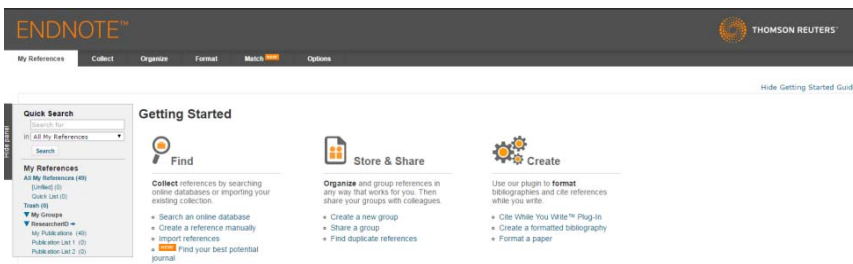 ENDNOTE™
THOMSON REUTERS™
My References Collect Organize Format Match NEW Options
Hide Getting Started Guid
Hide panel
Quick Search
Search for
in All My References
Search
My References
All My References (49)
[Unfiled] (0)
Quick List (0)
Trash (0)
My Groups
ResearcherID
My Publications (49)
Publication List 1 (0)
Publication List 2 (0)
Getting Started
Find
Collect references by searching
online databases or importing your
existing collection.
Search an online database
Create a reference manually
Import references
NEW Find your best potential
journal
Store & Share
Organize and group references in
any way that works for you. Then
share your groups with colleagues.
Create a new group
Share a group
Find duplicate references
Create
Use our plugin to format
bibliographies and cite references
while you write.
Cite While You Write™ Plug-In
Create a formatted bibliography
Format a paper